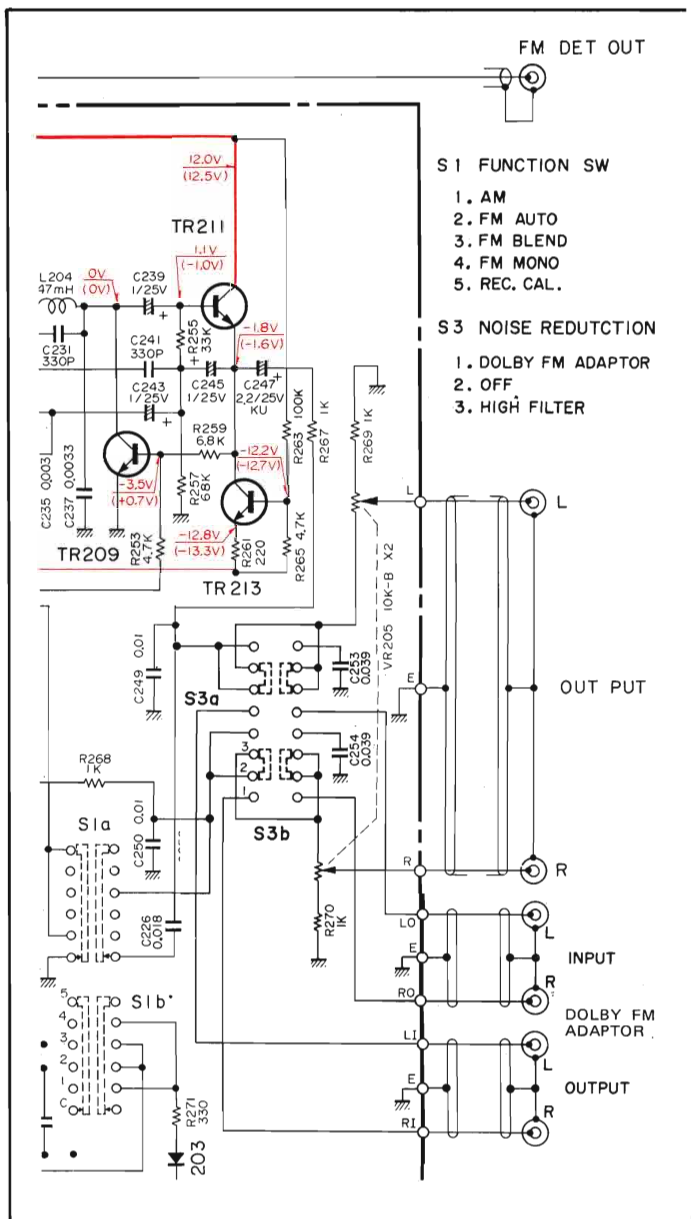 FM DET OUT
12.0V
(12.5V)
S1 FUNCTION SW
1. AM
2. FM AUTO
3. FM BLEND
4. FM MONO
5. REC. CAL.
TR211
1.1V
(-1.0V)
L204
47mH
0V
(0V)
C239
1/25V
+
R255
33K
-1.8V
(-1.6V)
S3 NOISE REDUTCTION
1. DOLBY FM ADAPTOR
2. OFF
3. HIGH FILTER
C231
330P
C241
330P
+
C243
1/25V
+
C245
1/25V
C247
2,2/25V
KU
+
R263 100K
R267 1K
R269 1K
R259
6.8K
-12.2V
(-12.7V)
C235 0,003
C237 0,0033
-3.5V
(+0.7V)
R257
68K
L
L
TR209
R253
4.7K
-12.8V
(-13.3V)
R261
220
R265 4.7K
TR213
VR205 10K-B X2
C249 0.01
C253
0.039
S3a
E
OUT PUT
C254
0.039
R268
1K
3
2
1
S3b
S1a
C250 0.01
R
R
C226
0.018
R270
1K
LO
L
E
INPUT
R
RO
5
4
3
2
1
C
S1b
DOLBY FM
ADAPTOR
LI
L
E
OUTPUT
R
RI
R271
330
203